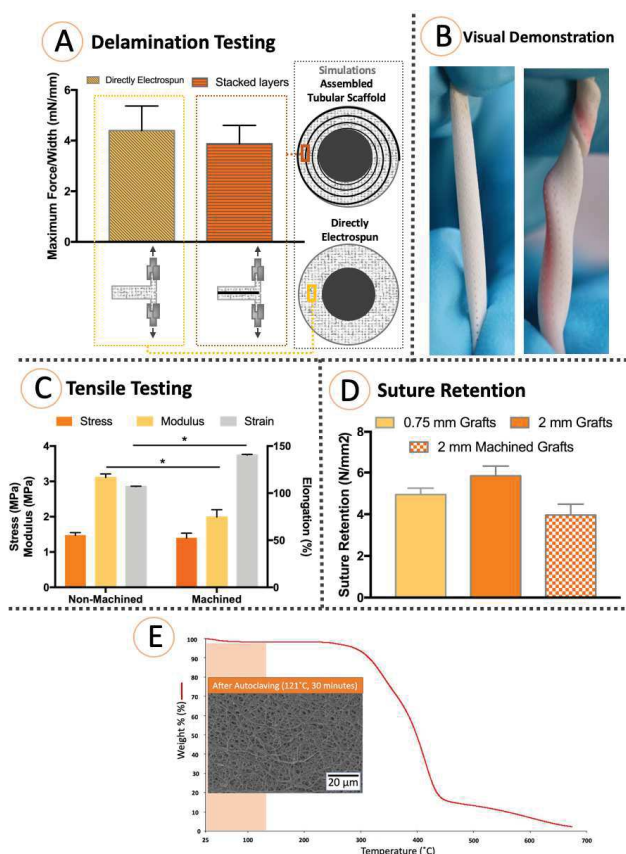 A Delamination Testing
Directly Electrospun
Stacked layers
Maximum Force/Width (mN/mm)
6
4
2
0
Simulations
Assembled
Tubular Scaffold
Directly
Electrospun
B Visual Demonstration
C Tensile Testing
Stress
Modulus
Strain
Stress (MPa)
Modulus (MPa)
4
3
2
1
0
*
*
150
100
50
0
Elongation (%)
Non-Machined
Machined
D Suture Retention
0.75 mm Grafts
2 mm Grafts
2 mm Machined Grafts
Suture Retention (N/mm2)
8
6
4
2
0
E
Weight % (%)
100
90
80
70
60
50
40
30
20
10
0
After Autoclaving (121˚C, 30 minutes)
20 µm
25
100
200
300
400
500
600
700
Temperature (˚C)